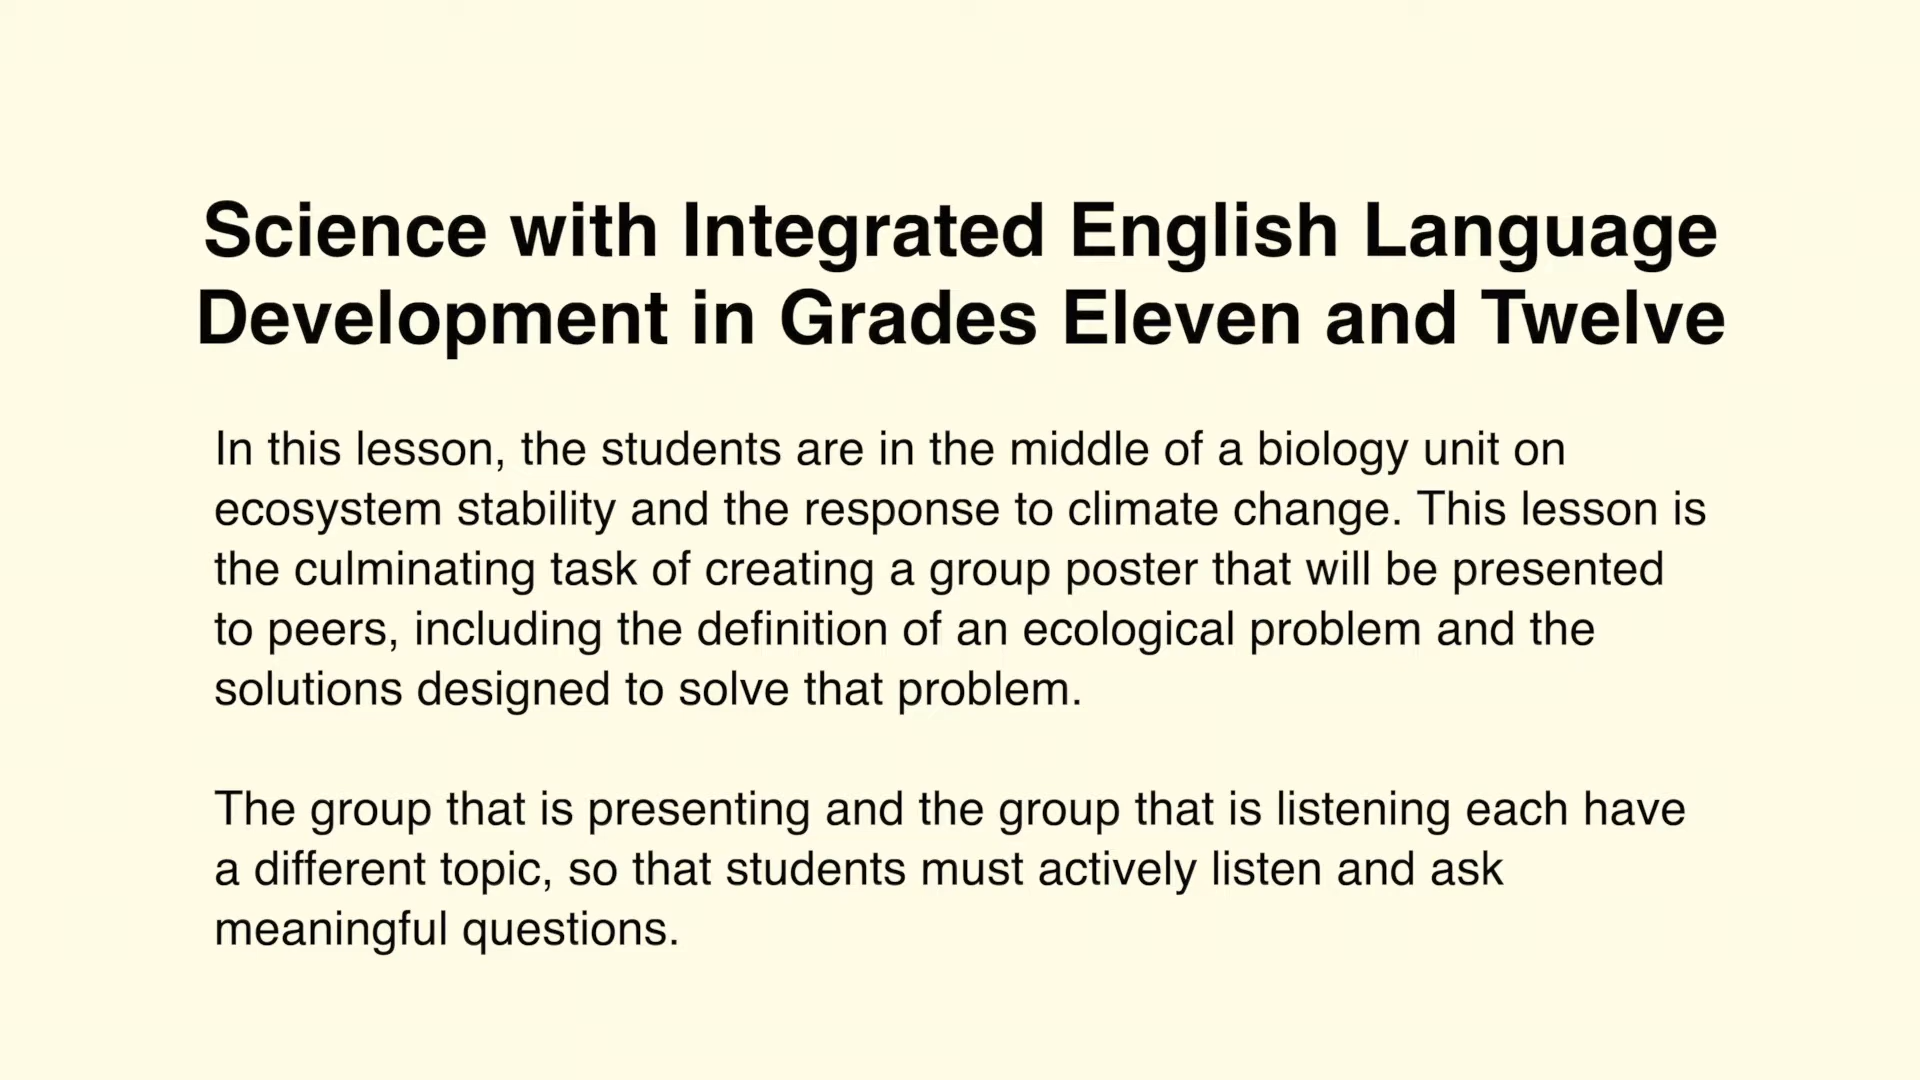 Science with Integrated English Language
Development in Grades Eleven and Twelve
In this lesson, the students are in the middle of a biology unit on
ecosystem stability and the response to climate change. This lesson is
the culminating task of creating a group poster that will be presented
to peers, including the definition of an ecological problem and the
solutions designed to solve that problem.
The group that is presenting and the group that is listening each have
a different topic, so that students must actively listen and ask
meaningful questions.